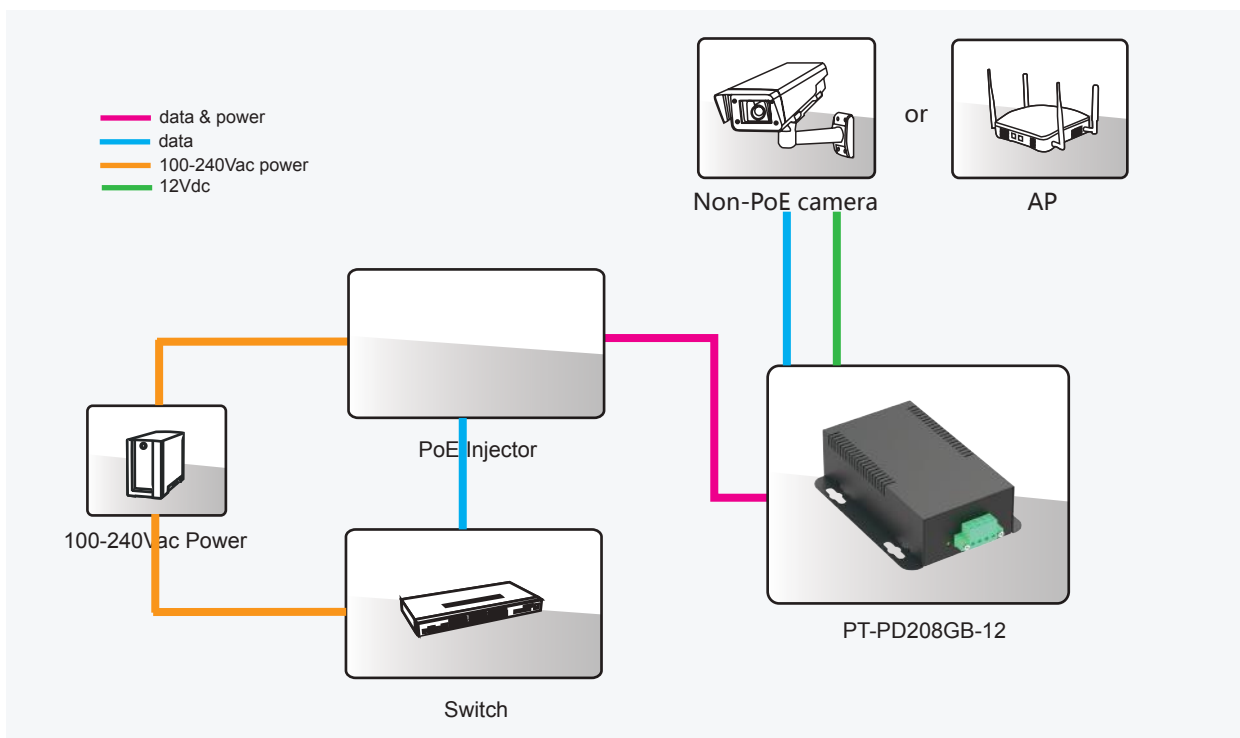 data & power
data
100-240Vac power
12Vdc
or
Non-PoE camera
AP
PoE Injector
100-240Vac Power
PT-PD208GB-12
Switch